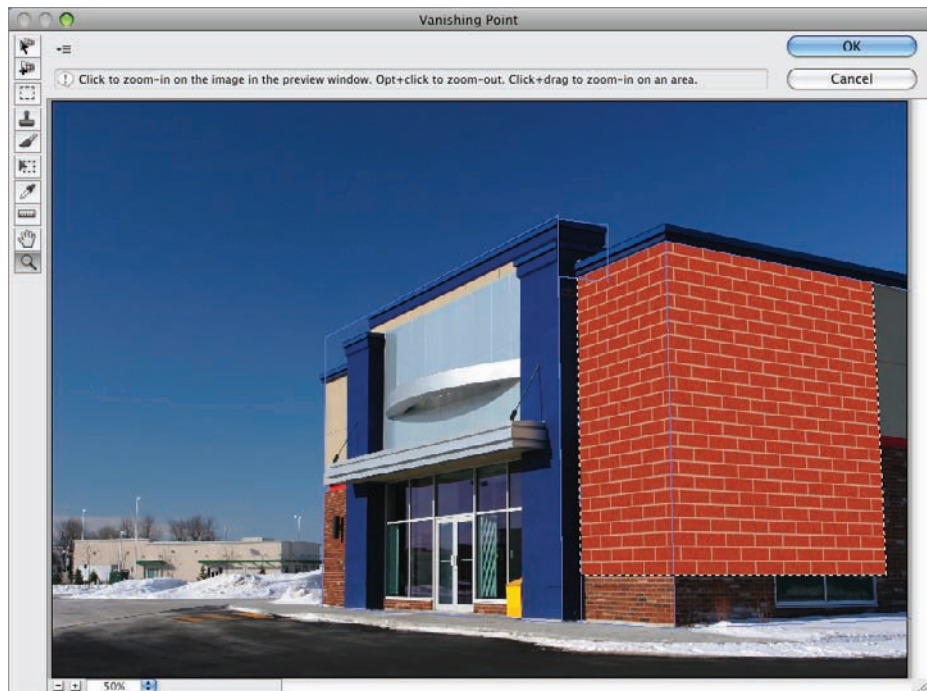 Vanishing Point
OK
Click to zoom-in on the image in the preview window. Opt+click to zoom-out. Click+drag to zoom-in on an area.
Cancel
50%